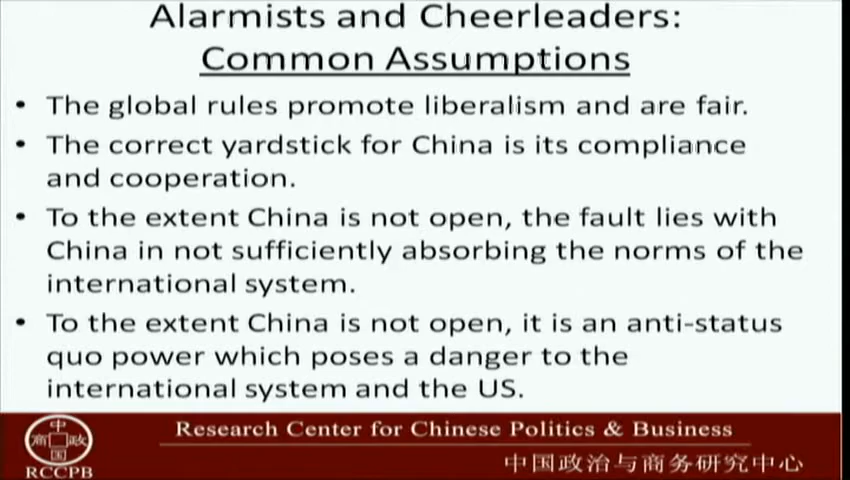 Alarmists and Cheerleaders:
Common Assumptions
• The global rules promote liberalism and are fair.
• The correct yardstick for China is its compliance
and cooperation.
• To the extent China is not open, the fault lies with
China in not sufficiently absorbing the norms of the
international system.
• To the extent China is not open, it is an anti-status
quo power which poses a danger to the
international system and the US.
中
商 政
国
RCCPB
Research Center for Chinese Politics & Business
中国政治与商务研究中心